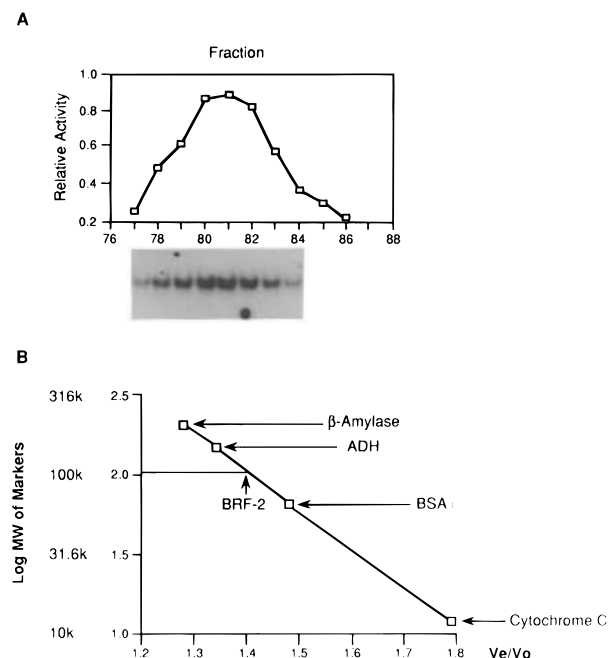 A
Fraction
Relative Activity
1.0
0.8
0.6
0.4
0.2
76 78 80 82 84 86 88
B
Log MW of Markers
316k 2.5
100k 2.0
31.6k 1.5
10k 1.0
β-Amylase
ADH
BRF-2
BSA
Cytochrome C
1.2 1.3 1.4 1.5 1.6 1.7 1.8 Ve/Vo